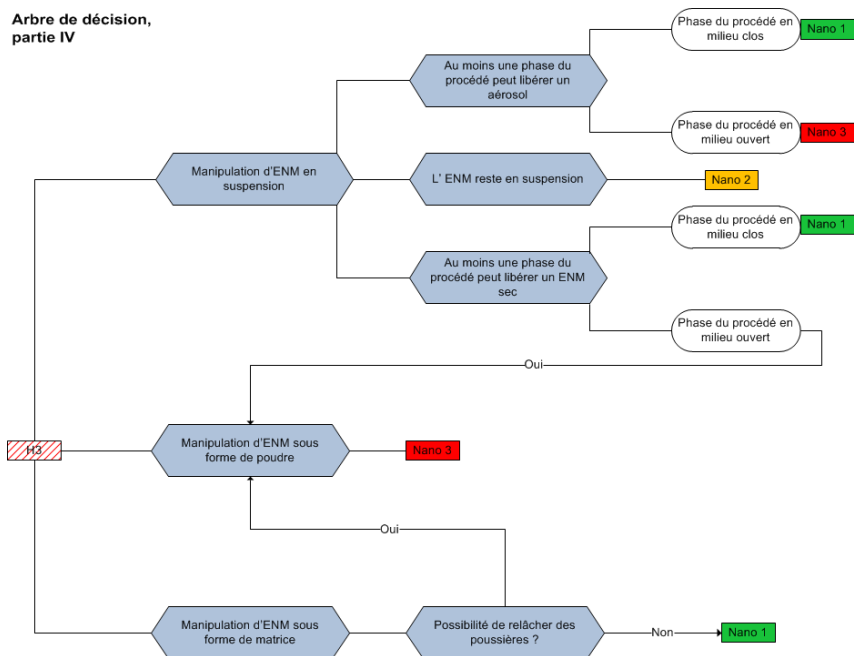 Arbre de décision,
partie IV
Phase du procédé en
milieu clos
Nano 1
Au moins une phase du
procédé peut libérer un
aérosol
Phase du procédé en
milieu ouvert
Nano 3
Manipulation d'ENM en
suspension
L' ENM reste en suspension
Nano 2
Phase du procédé en
milieu clos
Nano 1
Au moins une phase du
procédé peut libérer un ENM
sec
Phase du procédé en
milieu ouvert
Oui
H3
Manipulation d'ENM sous
forme de poudre
Nano 3
Oui
Manipulation d'ENM sous
forme de matrice
Possibilité de relâcher des
poussières ?
Non
Nano 1